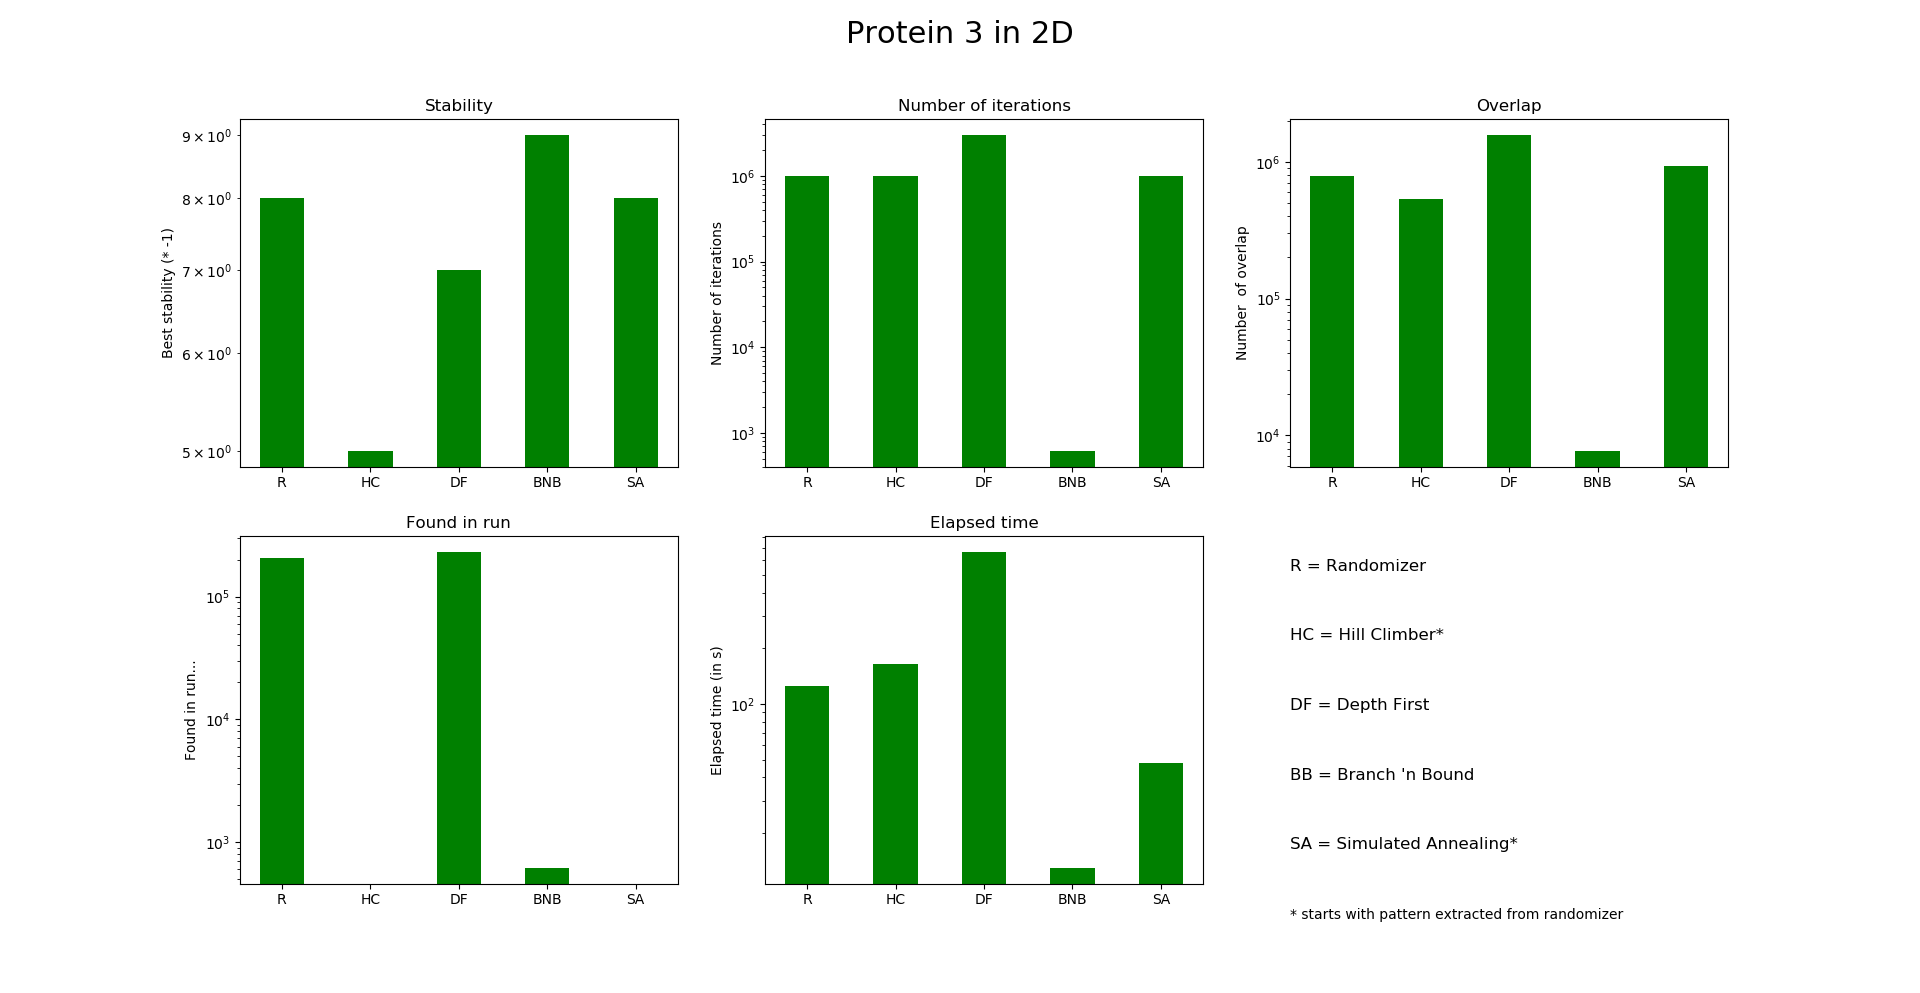 Protein 3 in 2D
Stability
Best stability (* -1)
9 × 10⁰
8 × 10⁰
7 × 10⁰
6 × 10⁰
5 × 10⁰
R HC DF BNB SA
Number of iterations
Number of iterations
10⁶
10⁵
10⁴
10³
R HC DF BNB SA
Overlap
Number  of overlap
10⁶
10⁵
10⁴
R HC DF BNB SA
Found in run
Found in run...
10⁵
10⁴
10³
R HC DF BNB SA
Elapsed time
Elapsed time (in s)
10²
R HC DF BNB SA
R = Randomizer
HC = Hill Climber*
DF = Depth First
BB = Branch 'n Bound
SA = Simulated Annealing*
* starts with pattern extracted from randomizer